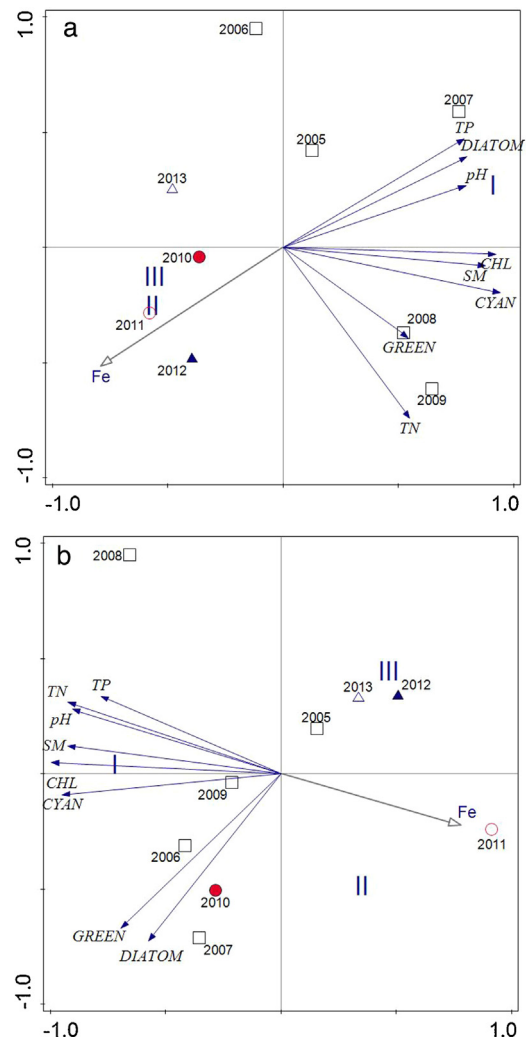 a
1.0
2006
2007
TP
2005
DIATOM
pH
I
2013
2010
CHL
III
SM
II
CYAN
2011
2008
GREEN
Fe
2012
2009
TN
-1.0
-1.0 1.0
b
1.0
2008
III
TP
TN
2013 2012
pH
2005
SM
I
CHL
2009
CYAN
Fe
2011
2006
II
2010
GREEN
2007
DIATOM
-1.0
-1.0 1.0